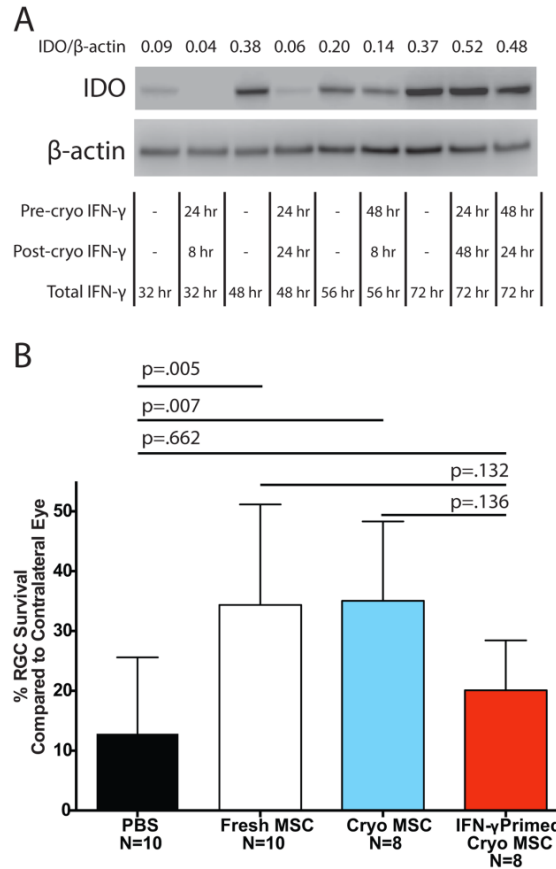 A
IDO/β-actin 0.09 0.04 0.38 0.06 0.20 0.14 0.37 0.52 0.48
IDO
β-actin
Pre-cryo IFN-γ - 24 hr - 24 hr - 48 hr - 24 hr 48 hr
Post-cryo IFN-γ - 8 hr - 24 hr - 8 hr - 48 hr 24 hr
Total IFN-γ 32 hr 32 hr 48 hr 48 hr 56 hr 56 hr 72 hr 72 hr 72 hr
B
p=.005
p=.007
p=.662
p=.132
p=.136
% RGC Survival
Compared to Contralateral Eye
50
40
30
20
10
0
PBS Fresh MSC Cryo MSC IFN-γPrimed
N=10 N=10 N=8 Cryo MSC
N=8